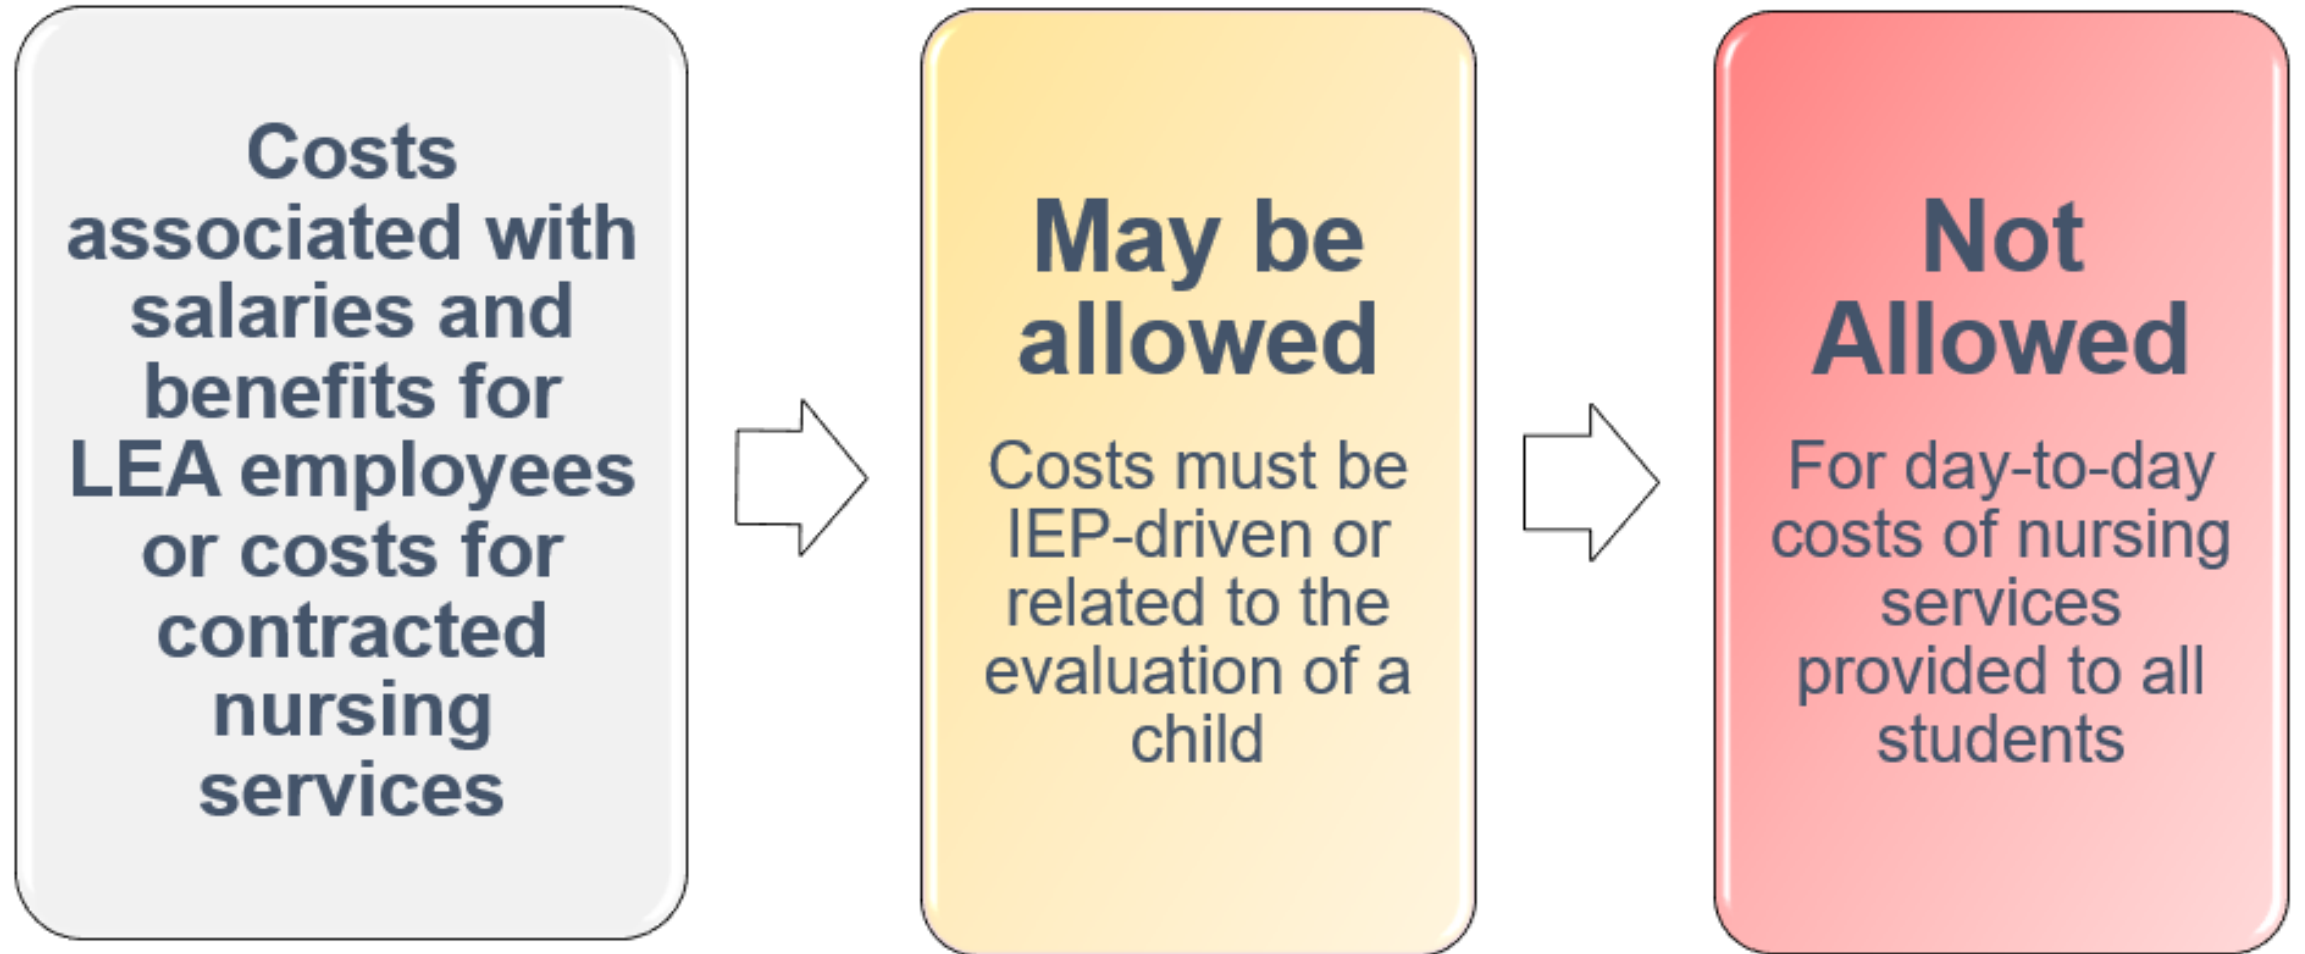 Costs
associated with
salaries and
benefits for
LEA employees
or costs for
contracted
nursing
services
May be
allowed
Costs must be
IEP-driven or
related to the
evaluation of a
child
Not
Allowed
For day-to-day
costs of nursing
services
provided to all
students